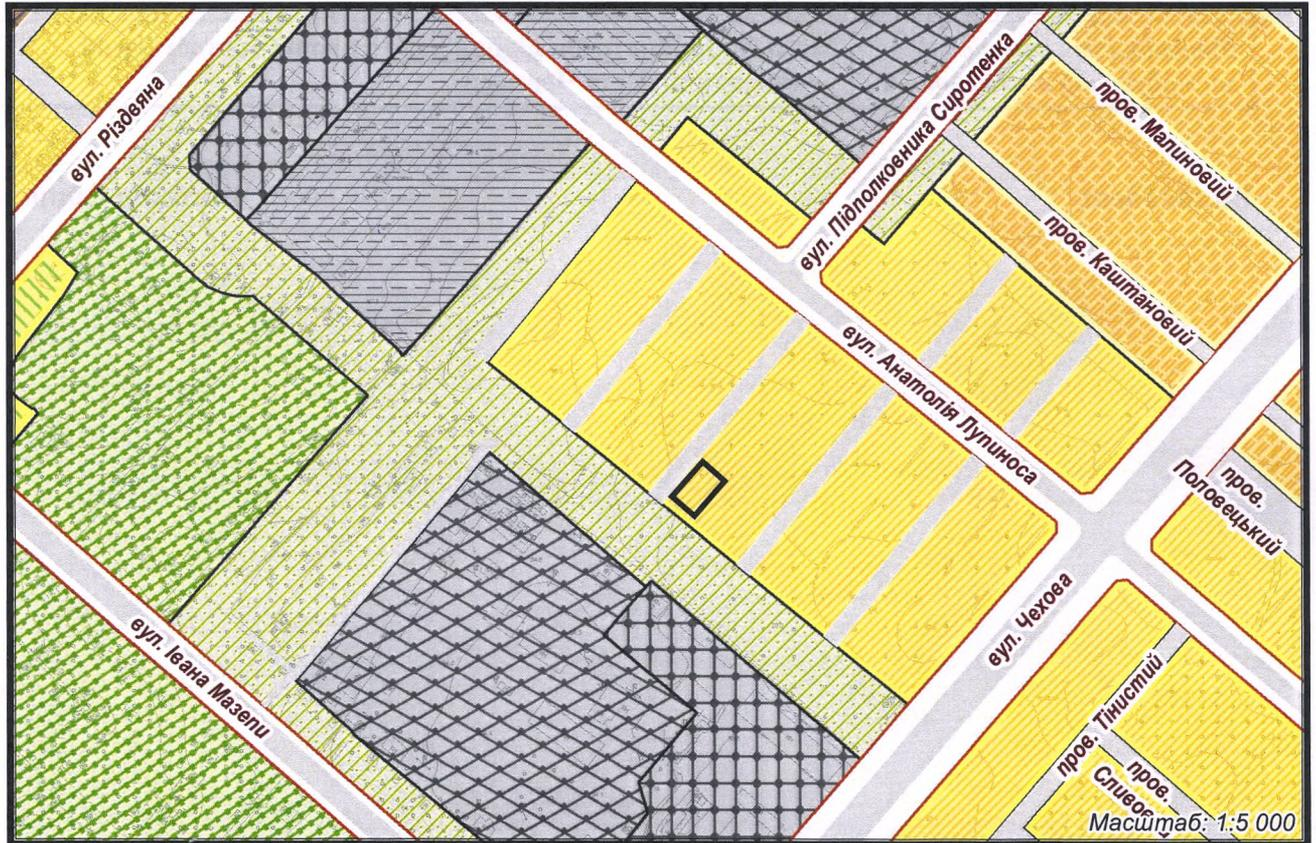 вул. Різдвяна
вул. Підполковника Сиротенка
пров. Малиновий
пров. Каштановий
вул. Анатолія Лупиноса
пров.
Половецький
вул. Чехова
вул. Івана Мазепи
пров. Тінистий
пров.
Масштаб: 1:5 000